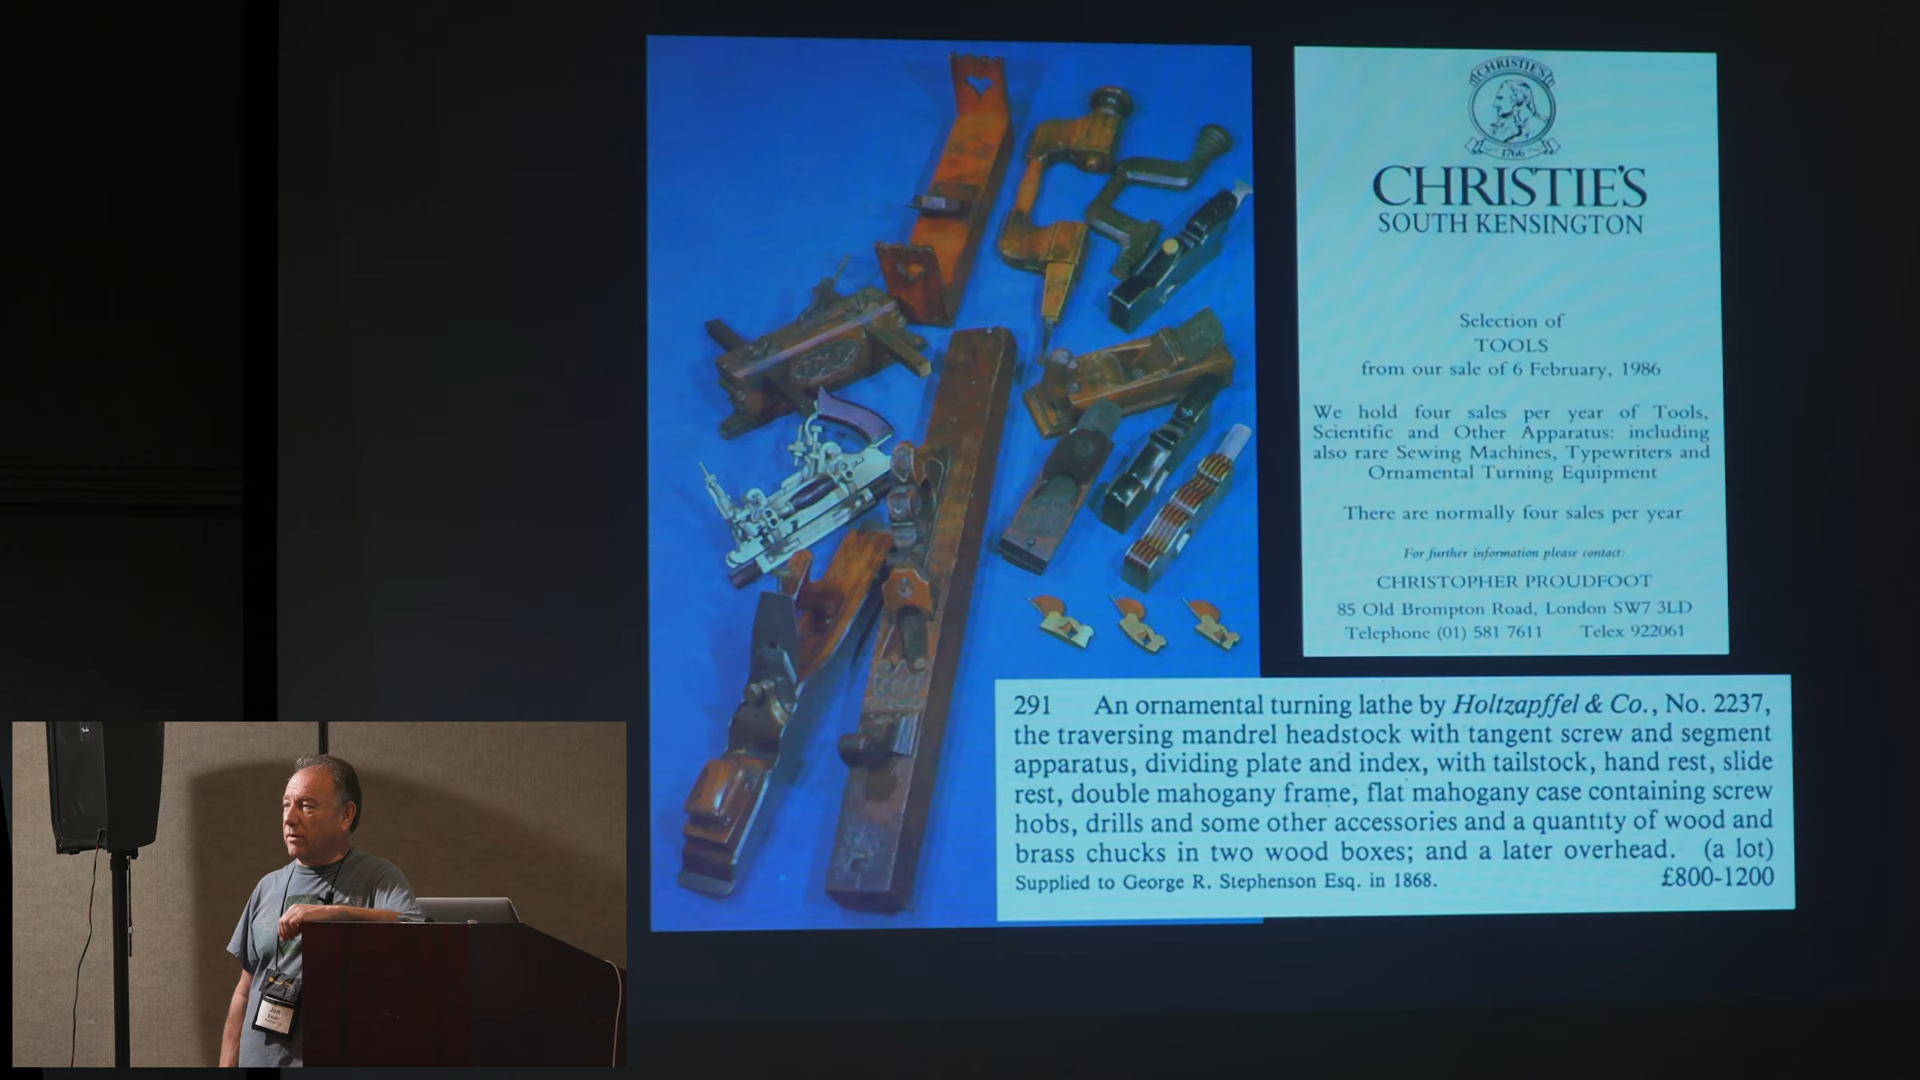 CHRISTIE'S
1766
CHRISTIE'S
SOUTH KENSINGTON
Selection of
TOOLS
from our sale of 6 February, 1986
We hold four sales per year of Tools,
Scientific and Other Apparatus: including
also rare Sewing Machines, Typewriters and
Ornamental Turning Equipment
There are normally four sales per year
For further information please contact:
CHRISTOPHER PROUDFOOT
85 Old Brompton Road, London SW7 3LD
Telephone (01) 581 7611 Telex 922061
291 An ornamental turning lathe by Holtzapffel & Co., No. 2237,
the traversing mandrel headstock with tangent screw and segment
apparatus, dividing plate and index, with tailstock, hand rest, slide
rest, double mahogany frame, flat mahogany case containing screw
hobs, drills and some other accessories and a quantity of wood and
brass chucks in two wood boxes; and a later overhead. (a lot)
Supplied to George R. Stephenson Esq. in 1868. £800-1200
Jon